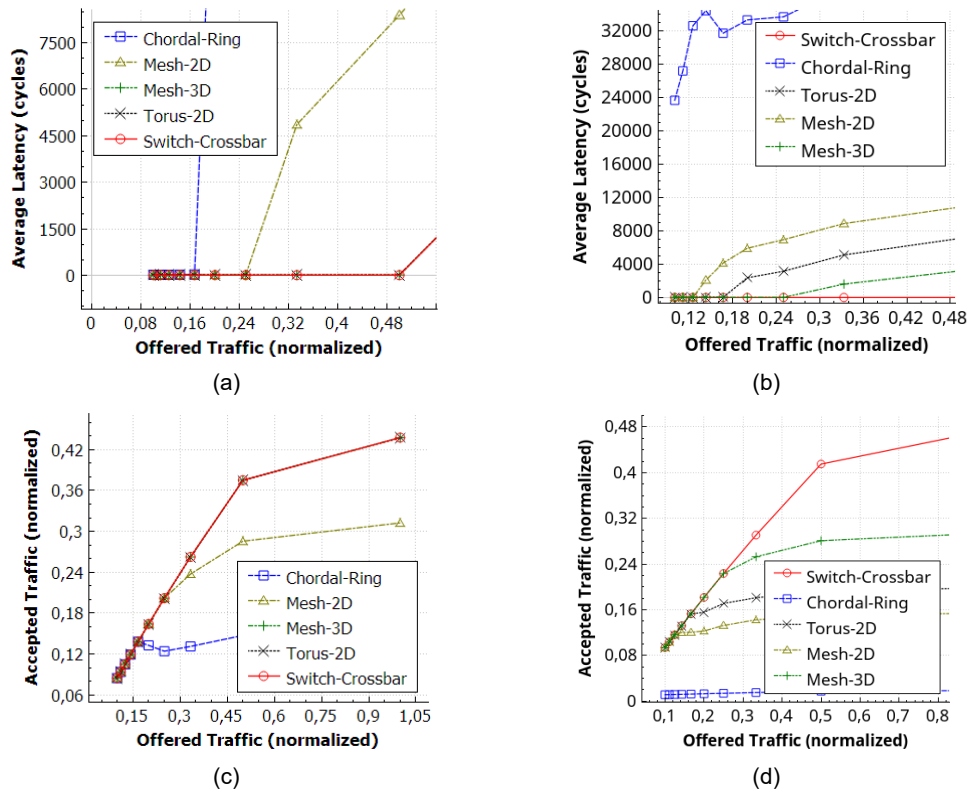 Average Latency (cycles)
7500
6000
4500
3000
1500
0
Chordal-Ring
Mesh-2D
Mesh-3D
Torus-2D
Switch-Crossbar
0
0,08
0,16
0,24
0,32
0,4
0,48
Offered Traffic (normalized)
(a)
Average Latency (cycles)
32000
28000
24000
20000
16000
12000
8000
4000
0
Switch-Crossbar
Chordal-Ring
Torus-2D
Mesh-2D
Mesh-3D
0,12
0,18
0,24
0,3
0,36
0,42
0,48
Offered Traffic (normalized)
(b)
Accepted Traffic (normalized)
0,42
0,36
0,3
0,24
0,18
0,12
0,06
Chordal-Ring
Mesh-2D
Mesh-3D
Torus-2D
Switch-Crossbar
0,15
0,3
0,45
0,6
0,75
0,9
1,05
Offered Traffic (normalized)
(c)
Accepted Traffic (normalized)
0,48
0,4
0,32
0,24
0,16
0,08
0
Switch-Crossbar
Chordal-Ring
Torus-2D
Mesh-2D
Mesh-3D
0,1
0,2
0,3
0,4
0,5
0,6
0,7
0,8
Offered Traffic (normalized)
(d)